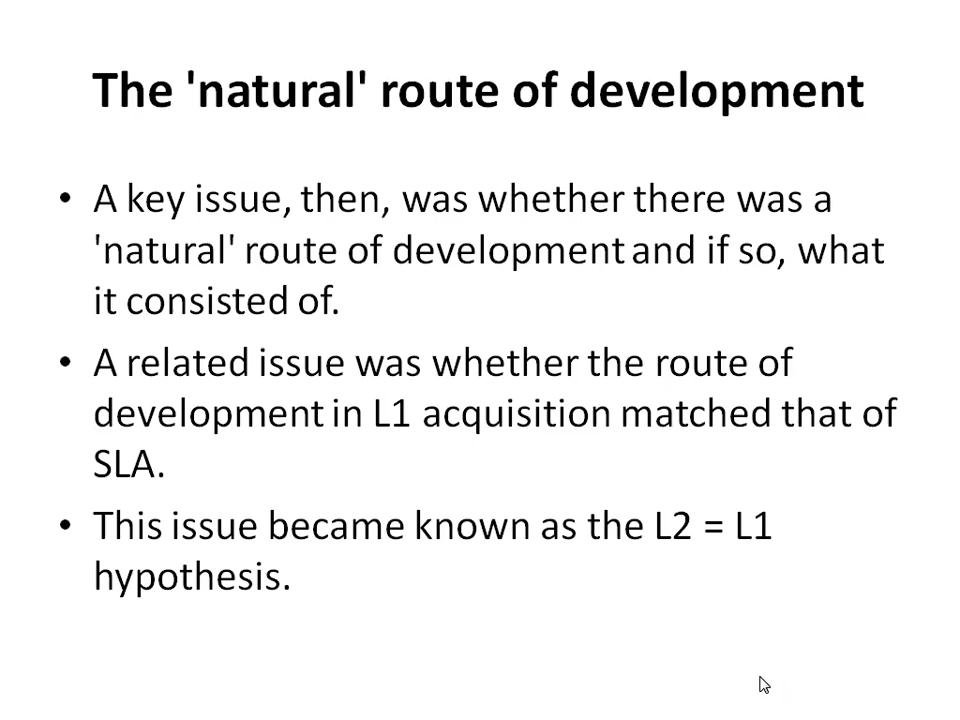 The 'natural' route of development
• A key issue, then, was whether there was a
'natural' route of development and if so, what
it consisted of.
• A related issue was whether the route of
development in L1 acquisition matched that of
SLA.
• This issue became known as the L2 = L1
hypothesis.